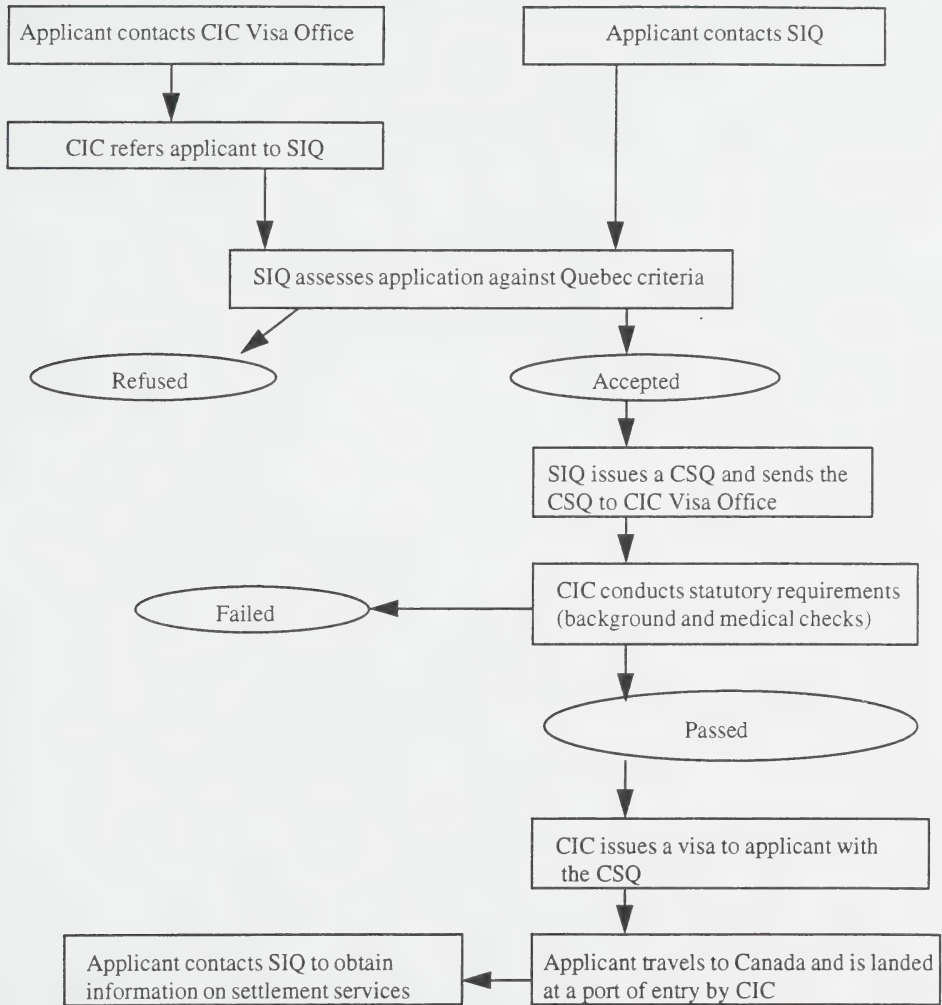 Applicant contacts CIC Visa Office
Applicant contacts SIQ
CIC refers applicant to SIQ
SIQ assesses application against Quebec criteria
Refused
Accepted
SIQ issues a CSQ and sends the
CSQ to CIC Visa Office
CIC conducts statutory requirements
(background and medical checks)
Failed
Passed
CIC issues a visa to applicant with
the CSQ
Applicant travels to Canada and is landed
at a port of entry by CIC
Applicant contacts SIQ to obtain
information on settlement services